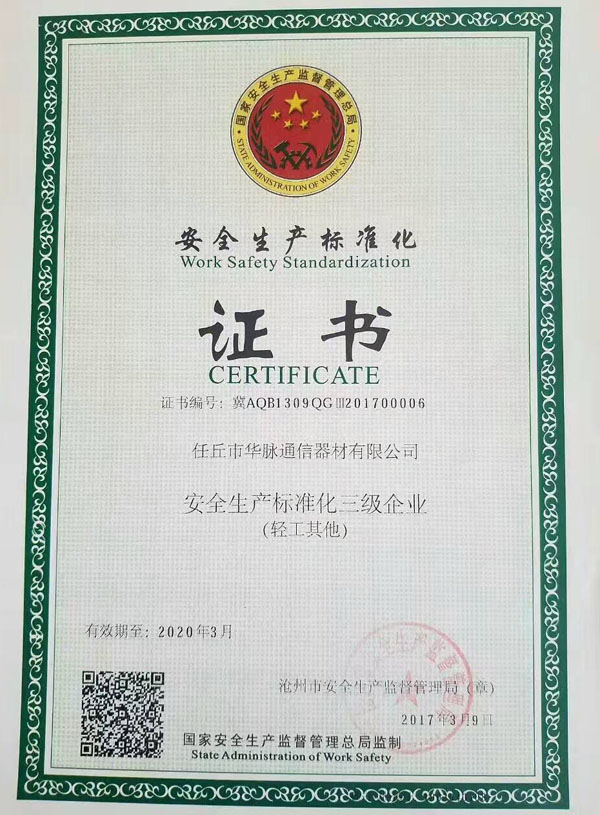 国家安全生产监督管理总局
STATE ADMINISTRATION OF WORK SAFETY
安全生产标准化
Work Safety Standardization
证书
CERTIFICATE
证书编号：冀AQB1309QGⅢ201700006
任丘市华脉通信器材有限公司
安全生产标准化三级企业
（轻工其他）
有效期至：2020年3月
沧州市安全生产监督管理局（章）
2017年3月9日
国家安全生产监督管理总局监制
State Administration of Work Safety